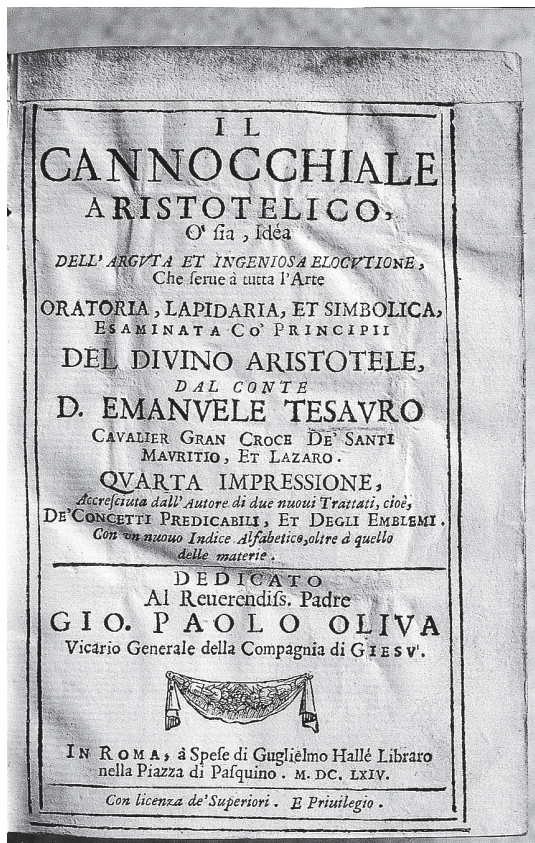 IL
CANNOCCHIALE
ARISTOTELICO,
O' sia, Idéa
DELL' ARGVTA ET INGENIOSA ELOCVTIONE,
Che serue à tutta l'Arte
ORATORIA, LAPIDARIA, ET SIMBOLICA,
ESAMINATA CO' PRINCIPII
DEL DIVINO ARISTOTELE,
DAL CONTE
D. EMANVELE TESAVRO
CAVALIER GRAN CROCE DE' SANTI
MAVRITIO, ET LAZARO.
QVARTA IMPRESSIONE,
Accresciuta dall'Autore di due nuoui Trattati, cioè,
DE' CONCETTI PREDICABILI, ET DEGLI EMBLEMI.
Con vn nuouo Indice Alfabetico, oltre à quello
delle materie.
DEDICATO
Al Reuerendiss. Padre
GIO. PAOLO OLIVA
Vicario Generale della Compagnia di GIESV'.
IN ROMA, à Spese di Guglielmo Hallé Libraro
nella Piazza di Pasquino. M. DC. LXIV.
Con licenza de' Superiori. E Priuilegio.